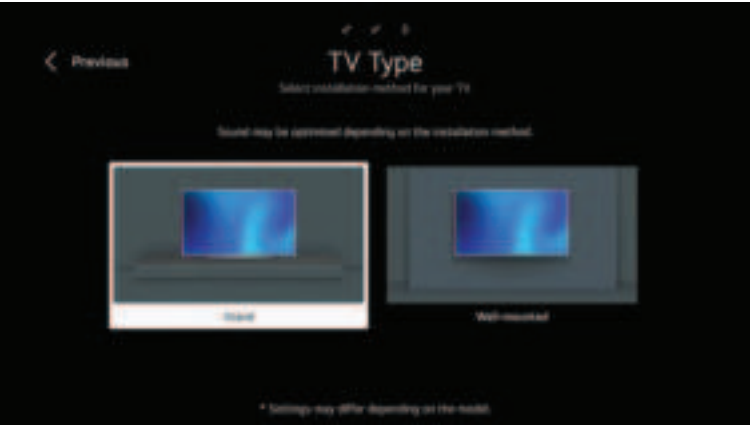 Previous
TV Type
Select installation method for your TV
Sound may be optimised depending on the installation method.
Stand
Wall-mounted
* Settings may differ depending on the model.